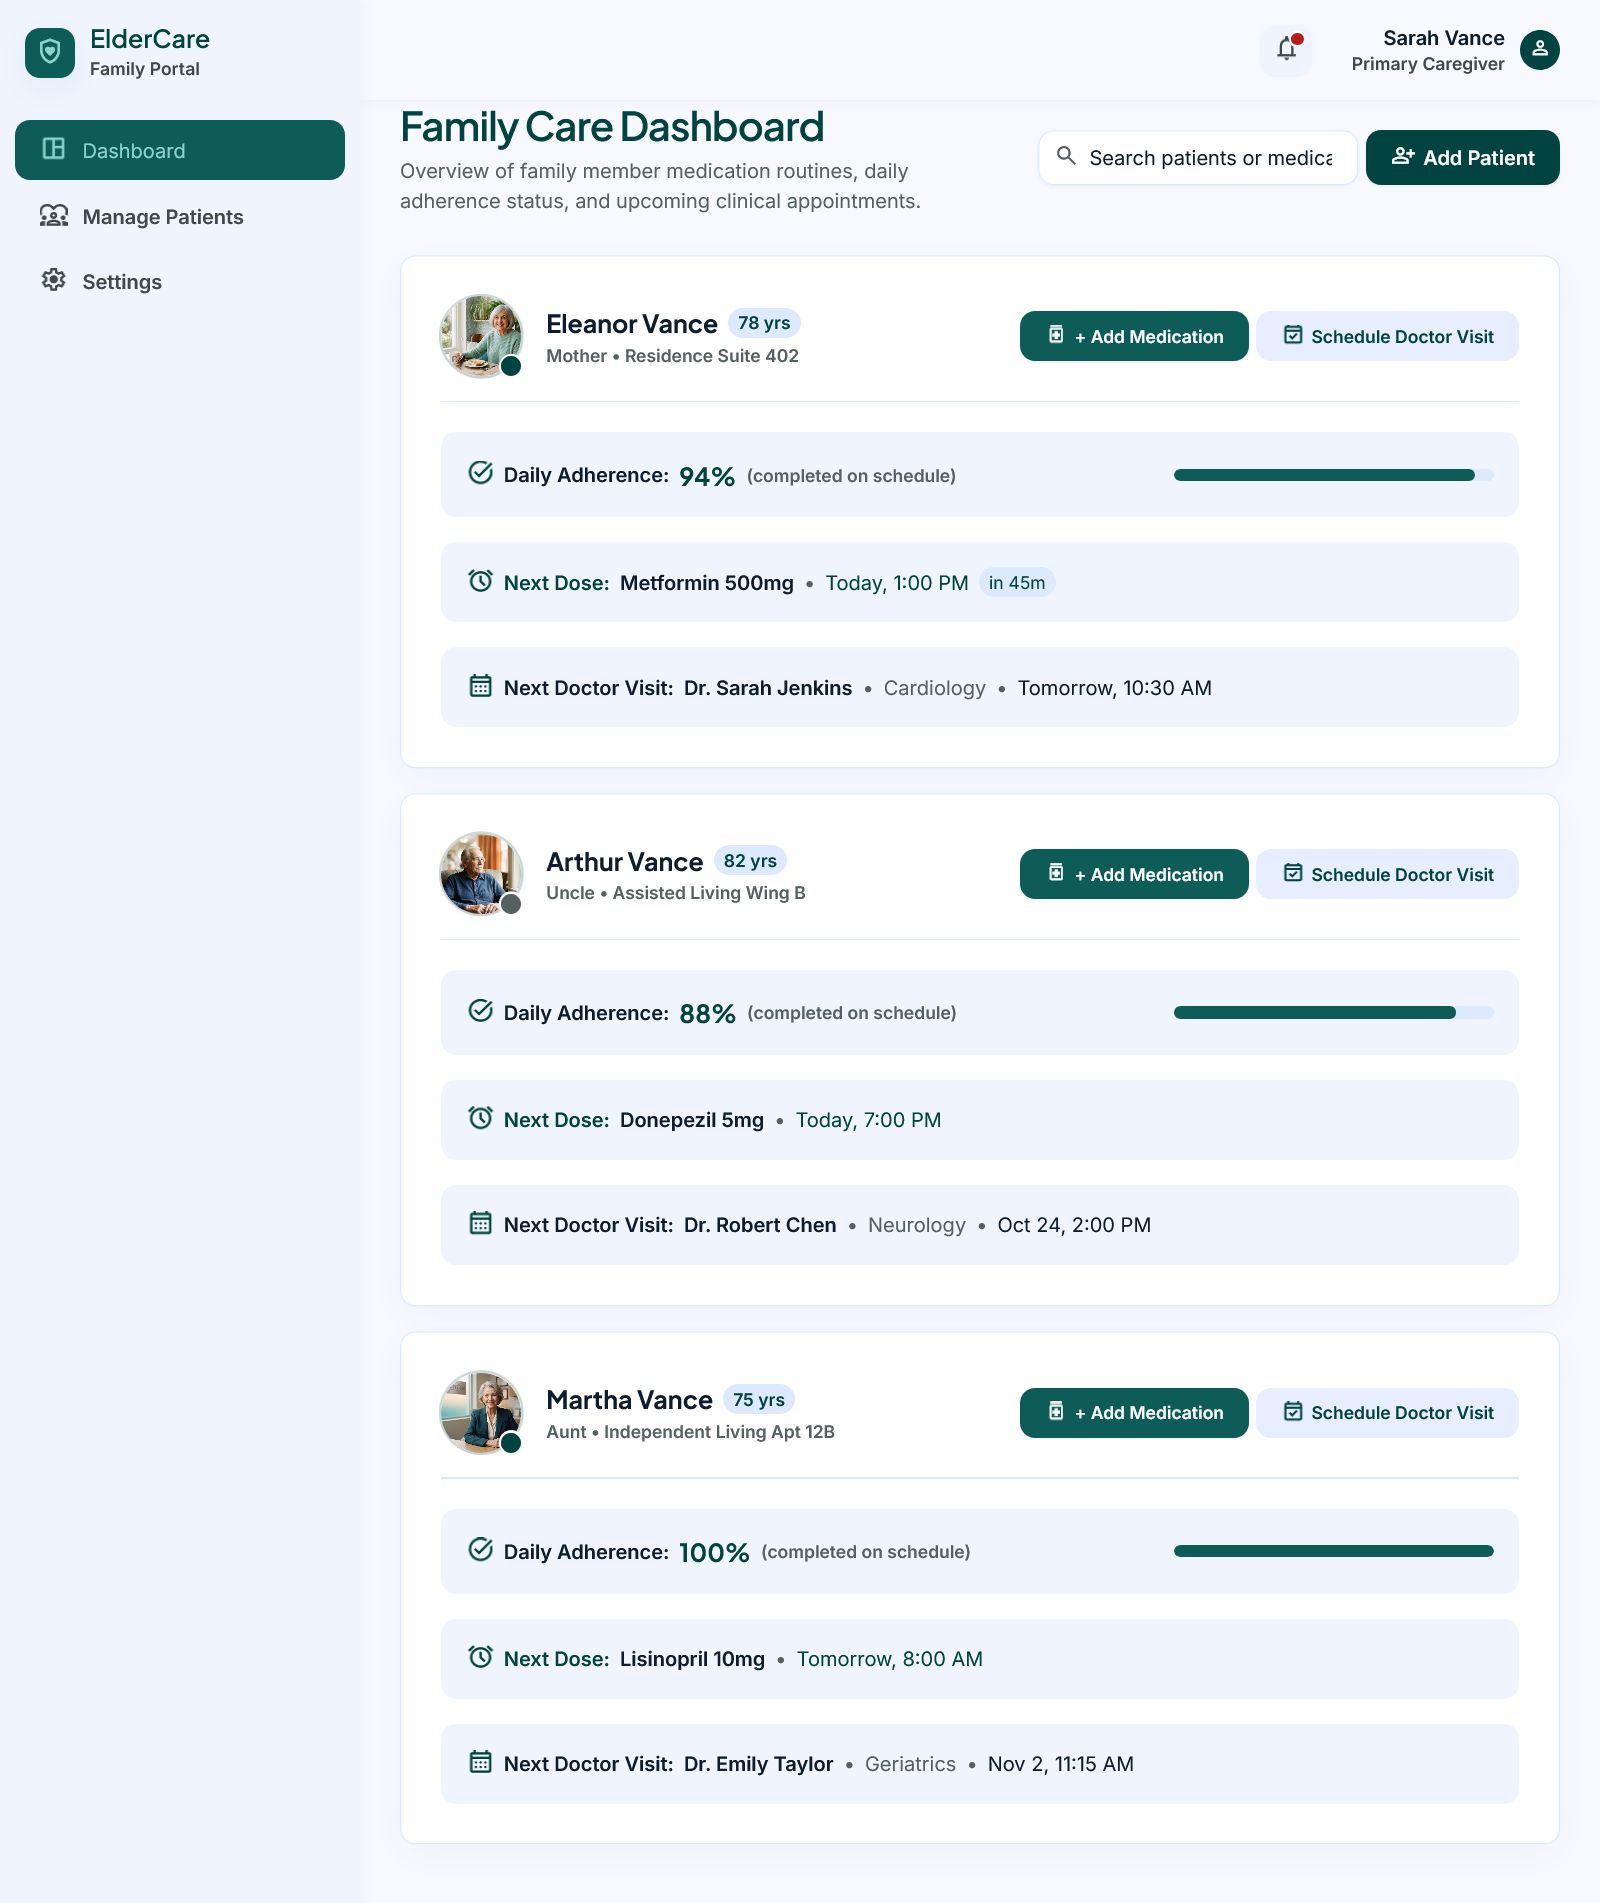 ElderCare
Family Portal
Dashboard
Manage Patients
Settings
Sarah Vance
Primary Caregiver
Family Care Dashboard
Overview of family member medication routines, daily
adherence status, and upcoming clinical appointments.
Search patients or medica
Add Patient
Eleanor Vance 78 yrs
Mother • Residence Suite 402
+ Add Medication
Schedule Doctor Visit
Daily Adherence: 94% (completed on schedule)
Next Dose: Metformin 500mg • Today, 1:00 PM in 45m
Next Doctor Visit: Dr. Sarah Jenkins • Cardiology • Tomorrow, 10:30 AM
Arthur Vance 82 yrs
Uncle • Assisted Living Wing B
+ Add Medication
Schedule Doctor Visit
Daily Adherence: 88% (completed on schedule)
Next Dose: Donepezil 5mg • Today, 7:00 PM
Next Doctor Visit: Dr. Robert Chen • Neurology • Oct 24, 2:00 PM
Martha Vance 75 yrs
Aunt • Independent Living Apt 12B
+ Add Medication
Schedule Doctor Visit
Daily Adherence: 100% (completed on schedule)
Next Dose: Lisinopril 10mg • Tomorrow, 8:00 AM
Next Doctor Visit: Dr. Emily Taylor • Geriatrics • Nov 2, 11:15 AM